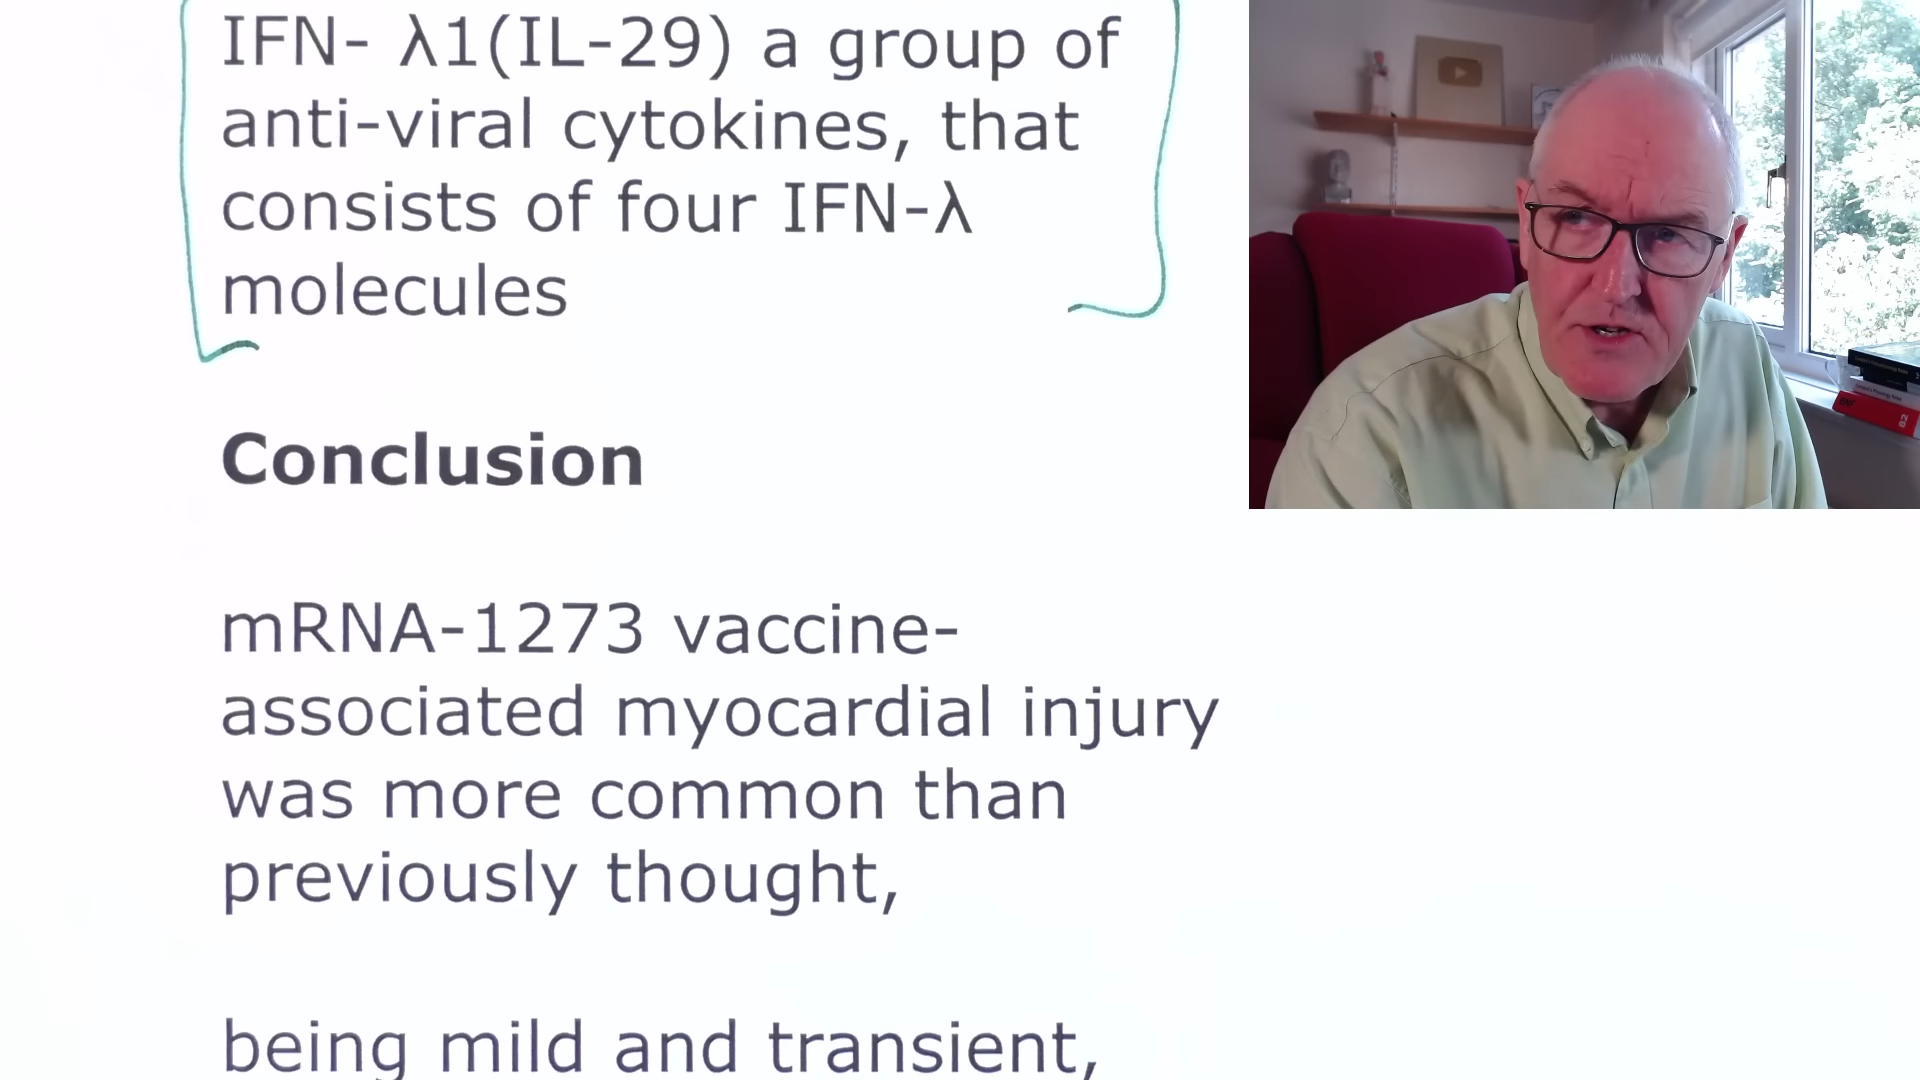 IFN- λ1(IL-29) a group of
anti-viral cytokines, that
consists of four IFN-λ
molecules
Conclusion
mRNA-1273 vaccine-
associated myocardial injury
was more common than
previously thought,
being mild and transient,